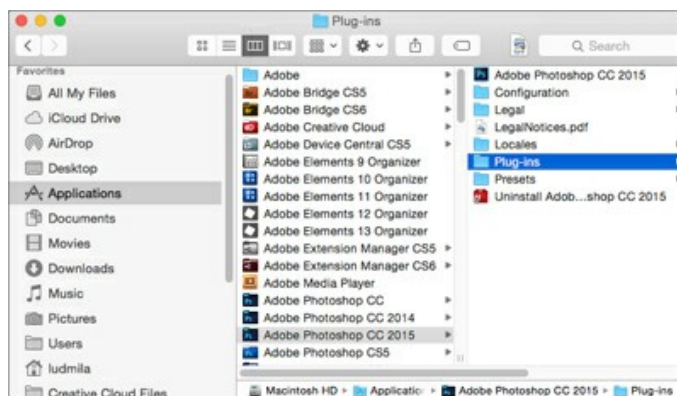 Plug-ins
Search
Favorites
All My Files
iCloud Drive
AirDrop
Desktop
Applications
Documents
Movies
Downloads
Music
Pictures
Users
ludmila
Creative Cloud Files
Adobe
Adobe Bridge CS5
Adobe Bridge CS6
Adobe Creative Cloud
Adobe Device Central CS5
Adobe Elements 9 Organizer
Adobe Elements 10 Organizer
Adobe Elements 11 Organizer
Adobe Elements 12 Organizer
Adobe Elements 13 Organizer
Adobe Extension Manager CS5
Adobe Extension Manager CS6
Adobe Media Player
Adobe Photoshop CC
Adobe Photoshop CC 2014
Adobe Photoshop CC 2015
Adobe Photoshop CS5
Adobe Photoshop CC 2015
Configuration
Legal
LegalNotices.pdf
Locales
Plug-ins
Presets
Uninstall Adob...shop CC 2015
Macintosh HD ▸ Applicatio ▸ Adobe Photoshop CC 2015 ▸ Plug-ins